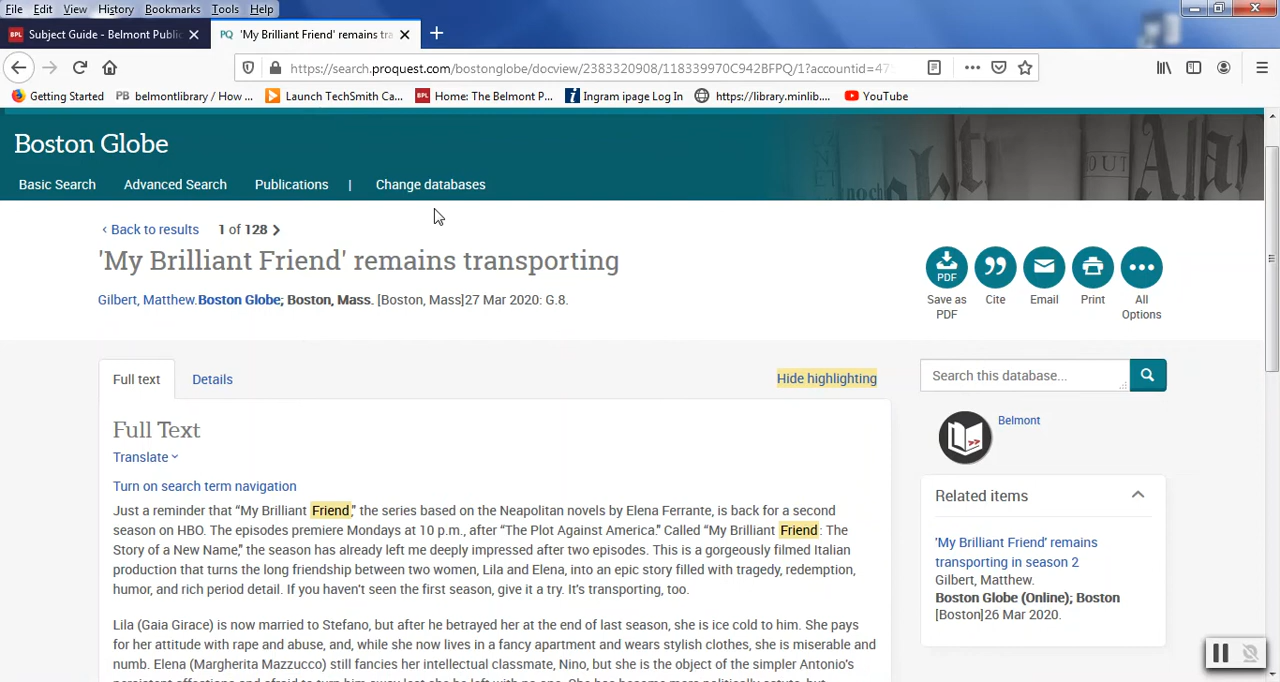 File Edit View History Bookmarks Tools Help
BPL Subject Guide - Belmont Public
PQ 'My Brilliant Friend' remains tra
https://search.proquest.com/bostonglobe/docview/2383320908/118339970C942BFPQ/1?accountid=47
Getting Started PB belmontlibrary / How ... Launch TechSmith Ca... BPL Home: The Belmont P... Ingram ipage Log In https://library.minlib.... YouTube
Boston Globe
Basic Search Advanced Search Publications | Change databases
‹ Back to results 1 of 128
'My Brilliant Friend' remains transporting
Gilbert, Matthew.Boston Globe; Boston, Mass. [Boston, Mass]27 Mar 2020: G.8.
PDF
Save as PDF
Cite
Email
Print
All Options
Full text Details Hide highlighting
Search this database...
Belmont
Full Text
Translate
Turn on search term navigation
Just a reminder that “My Brilliant Friend,” the series based on the Neapolitan novels by Elena Ferrante, is back for a second
season on HBO. The episodes premiere Mondays at 10 p.m., after “The Plot Against America.” Called “My Brilliant Friend: The
Story of a New Name,” the season has already left me deeply impressed after two episodes. This is a gorgeously filmed Italian
production that turns the long friendship between two women, Lila and Elena, into an epic story filled with tragedy, redemption,
humor, and rich period detail. If you haven't seen the first season, give it a try. It's transporting, too.
Lila (Gaia Girace) is now married to Stefano, but after he betrayed her at the end of last season, she is ice cold to him. She pays
for her attitude with rape and abuse, and, while she now lives in a fancy apartment and wears stylish clothes, she is miserable and
numb. Elena (Margherita Mazzucco) still fancies her intellectual classmate, Nino, but she is the object of the simpler Antonio's
Related items
'My Brilliant Friend' remains
transporting in season 2
Gilbert, Matthew.
Boston Globe (Online); Boston
[Boston]26 Mar 2020.